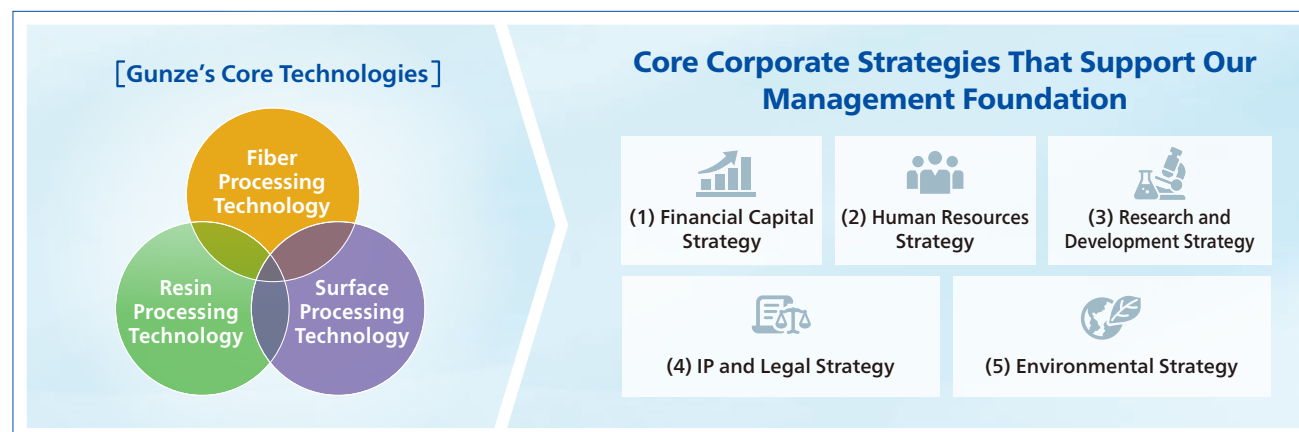 [Gunze's Core Technologies]
Fiber
Processing
Technology
Resin
Processing
Technology
Surface
Processing
Technology
Core Corporate Strategies That Support Our
Management Foundation
(1) Financial Capital
Strategy
(2) Human Resources
Strategy
(3) Research and
Development Strategy
(4) IP and Legal Strategy
(5) Environmental Strategy